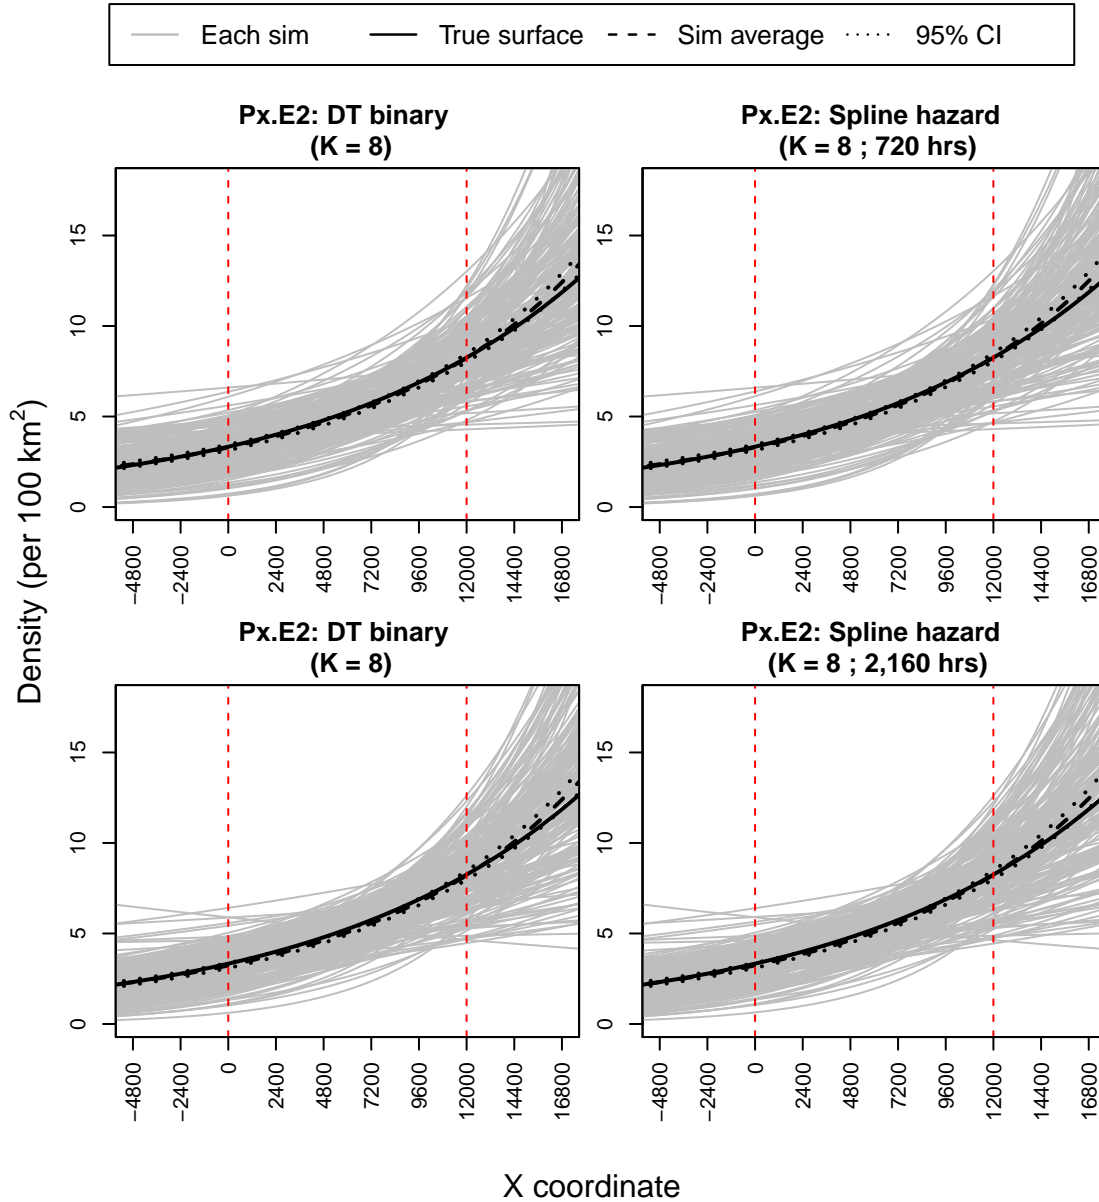 Each sim True surface Sim average 95% CI
Px.E2: DT binary
(K = 8)
Px.E2: Spline hazard
(K = 8 ; 720 hrs)
Density (per 100 km²)
0 5 10 15
−4800 −2400 0 2400 4800 7200 9600 12000 14400 16800
0 5 10 15
−4800 −2400 0 2400 4800 7200 9600 12000 14400 16800
Px.E2: DT binary
(K = 8)
Px.E2: Spline hazard
(K = 8 ; 2,160 hrs)
0 5 10 15
−4800 −2400 0 2400 4800 7200 9600 12000 14400 16800
0 5 10 15
−4800 −2400 0 2400 4800 7200 9600 12000 14400 16800
X coordinate